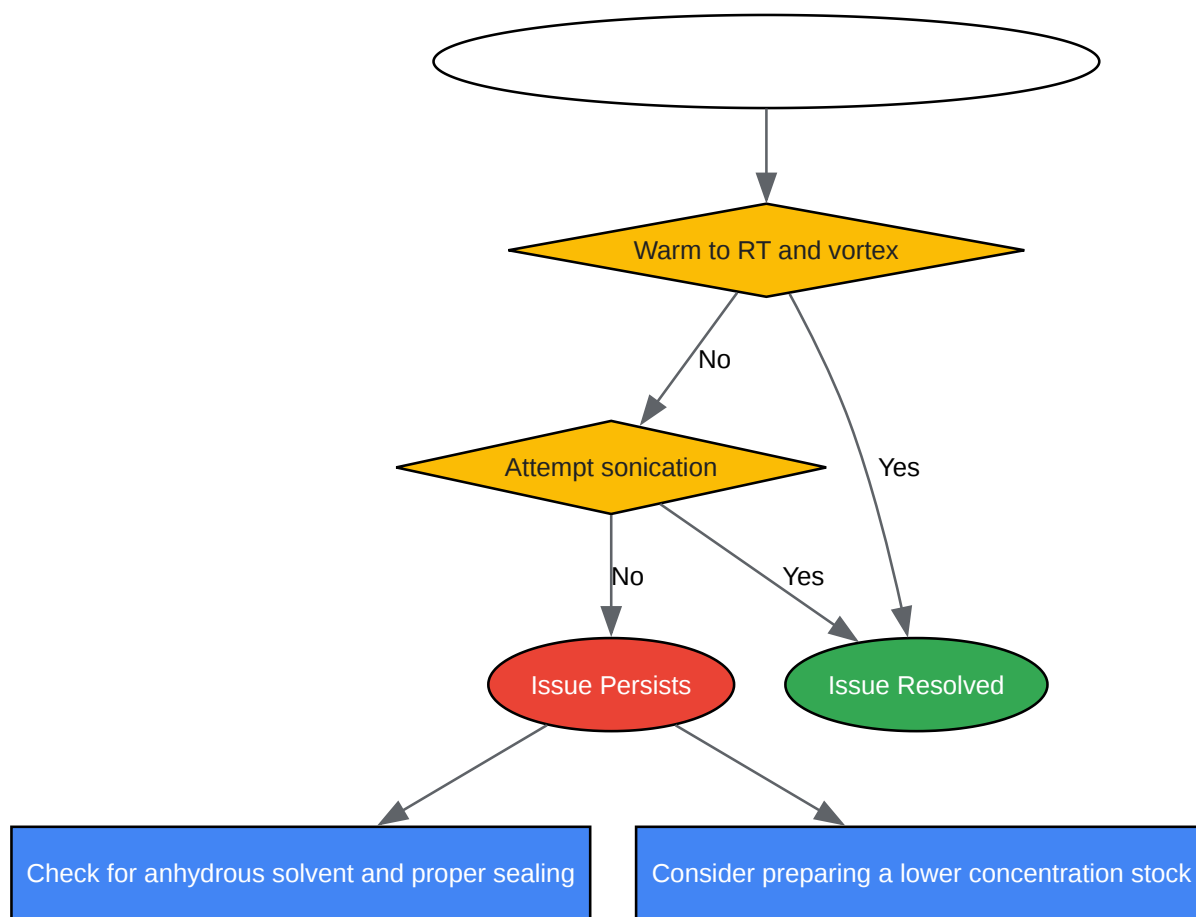 Warm to RT and vortex
No
Attempt sonication
Yes
No
Yes
Issue Persists
Issue Resolved
Check for anhydrous solvent and proper sealing
Consider preparing a lower concentration stock